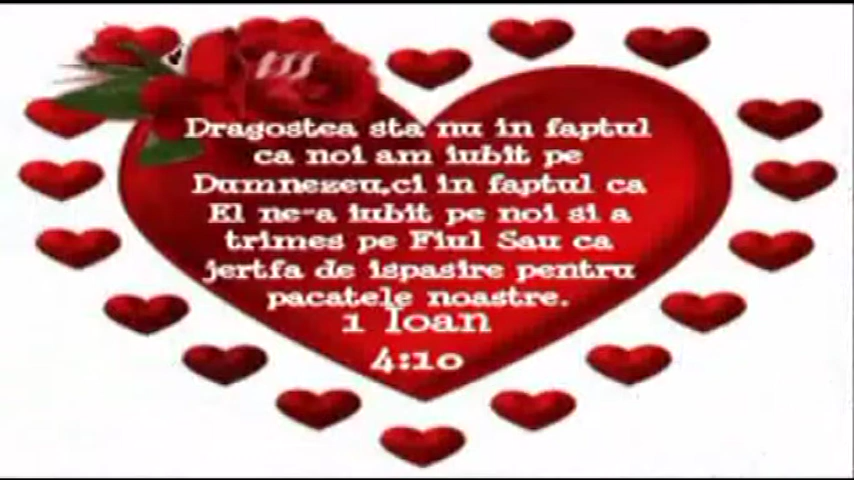 Dragostea sta nu in faptul
ca noi am iubit pe
Dumnezeu,ci in faptul ca
El ne-a iubit pe noi si a
trimes pe Fiul Sau ca
jertfa de ispasire pentru
pacatele noastre.
1 Ioan
4:10